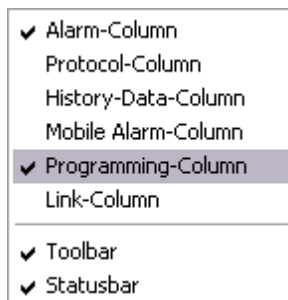 Alarm-Column
Protocol-Column
History-Data-Column
Mobile Alarm-Column
Programming-Column
Link-Column
Toolbar
Statusbar